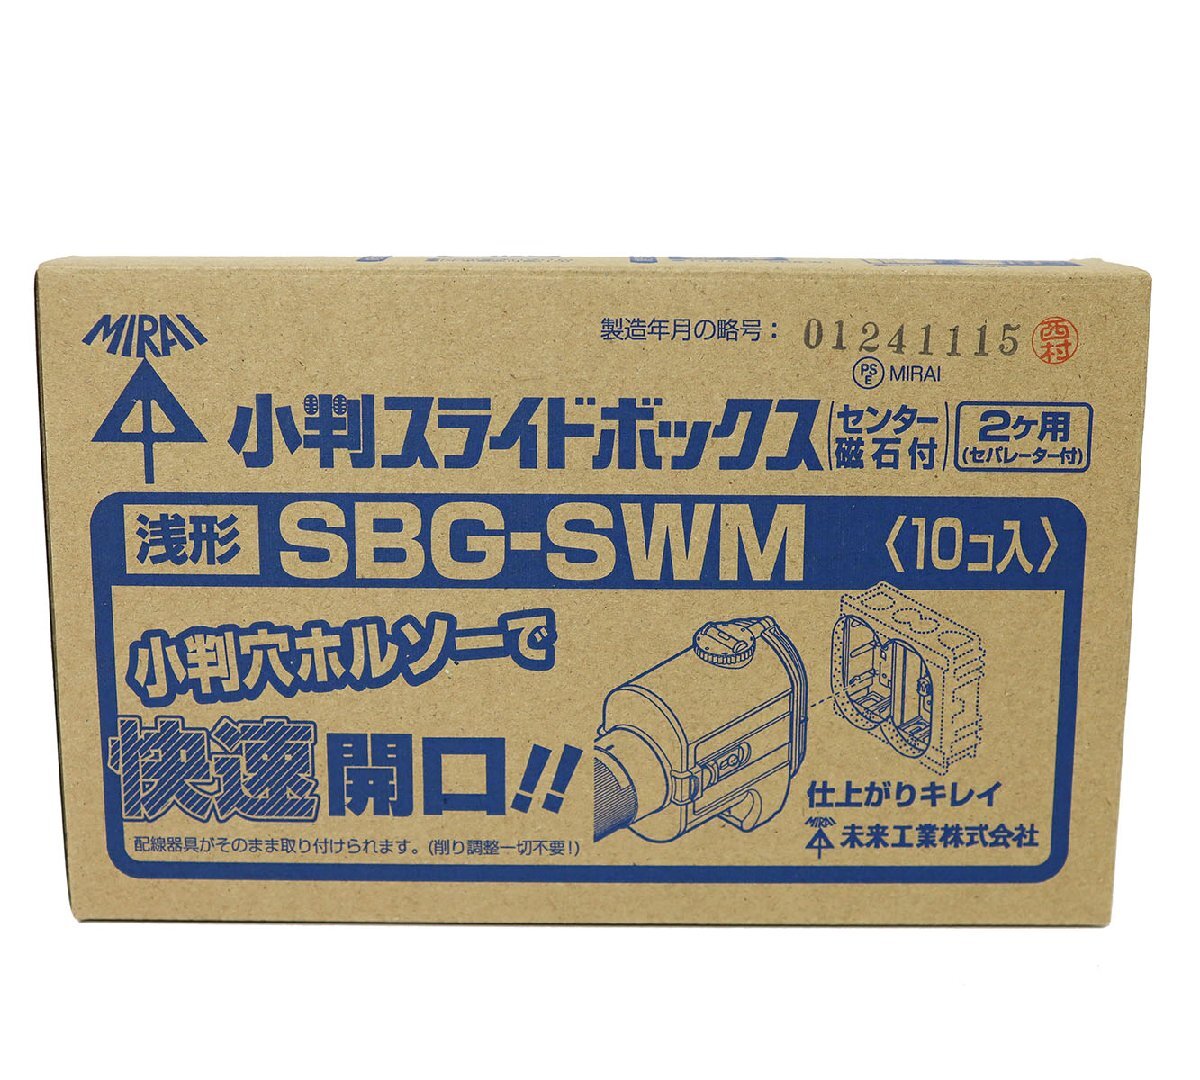 MIRAI
製造年月の略号： 01241115 西村
PSE MIRAI
小判スライドボックス
(センター
磁石付)
2ヶ用
(セパレーター付)
浅形 SBG-SWM 〈10コ入〉
小判穴ホルソーで
快速開口!!
配線器具がそのまま取り付けられます。(削り調整一切不要！)
仕上がりキレイ
MIRAI 未来工業株式会社